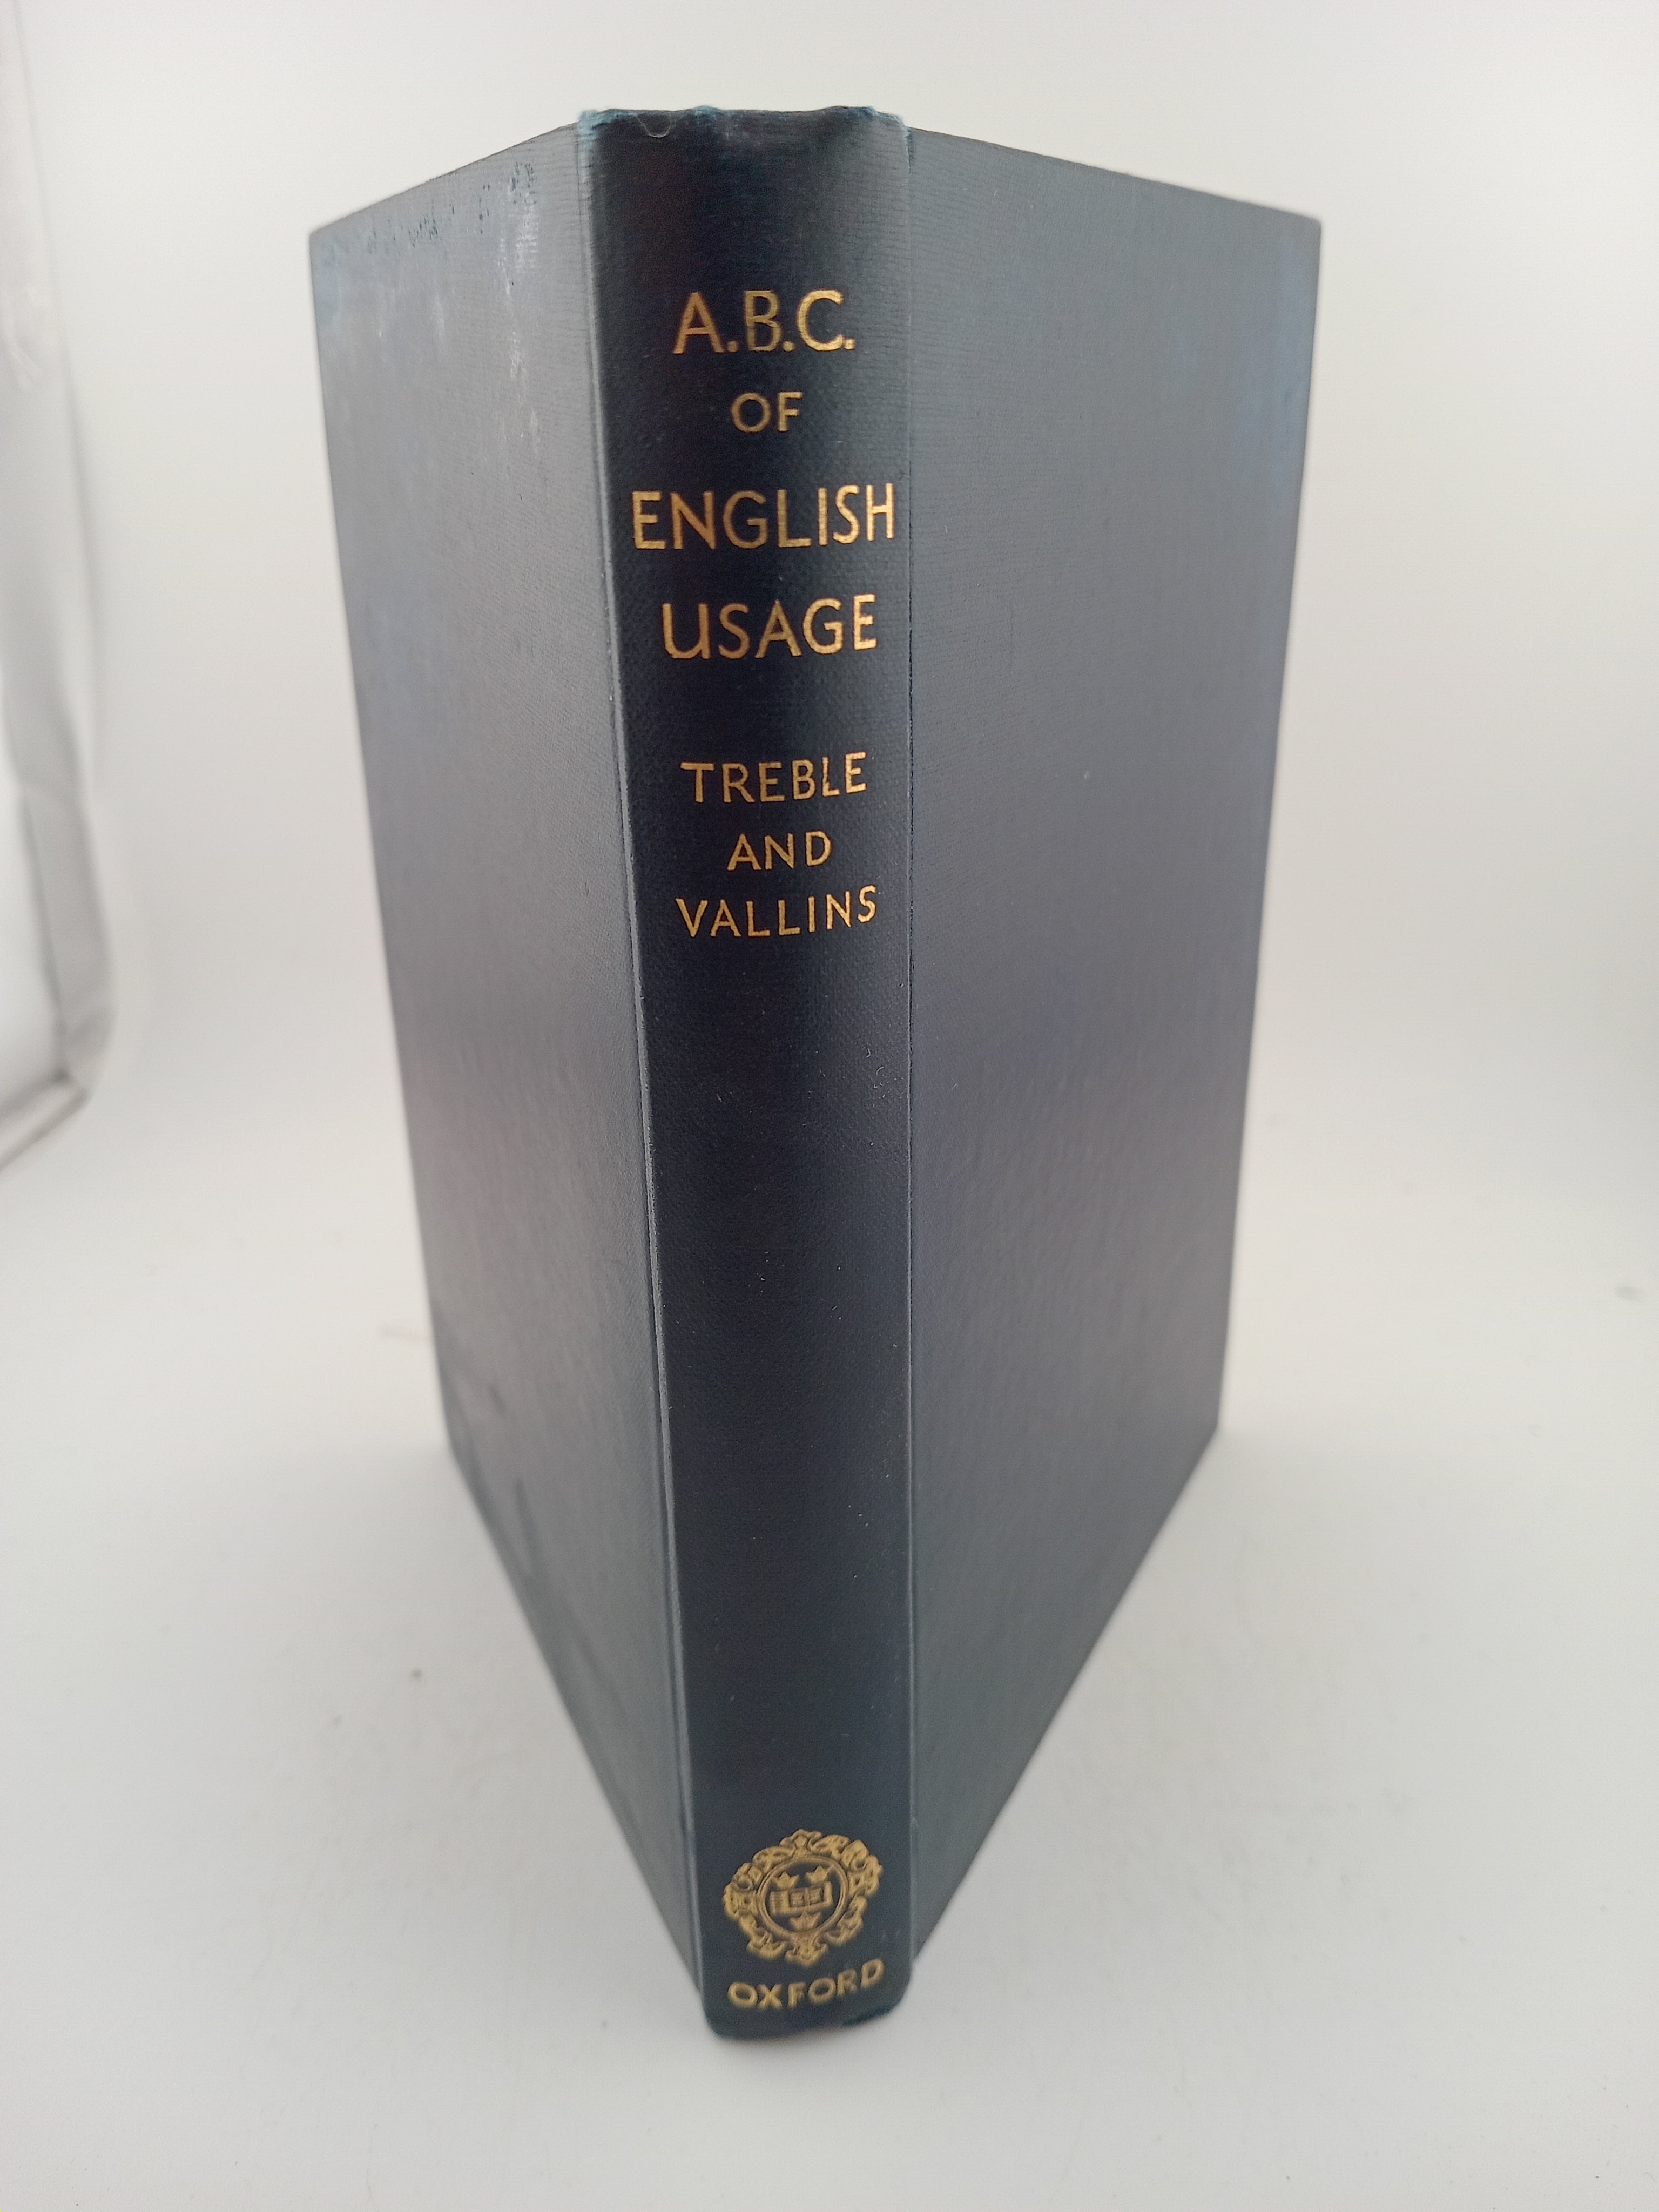 A.B.C.
OF
ENGLISH
USAGE
TREBLE
AND
VALLINS
OXFORD